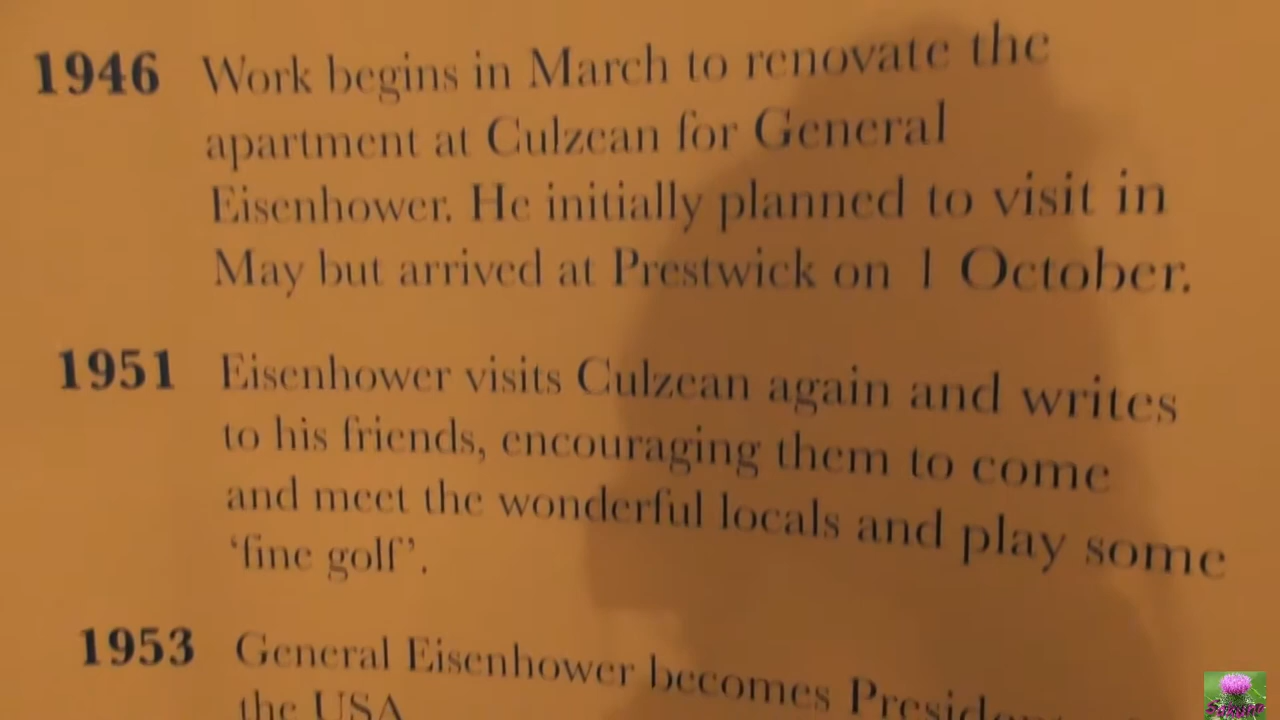 1946 Work begins in March to renovate the
apartment at Culzean for General
Eisenhower. He initially planned to visit in
May but arrived at Prestwick on 1 October.
1951 Eisenhower visits Culzean again and writes
to his friends, encouraging them to come
and meet the wonderful locals and play some
‘fine golf’.
1953 General Eisenhower becomes
the USA